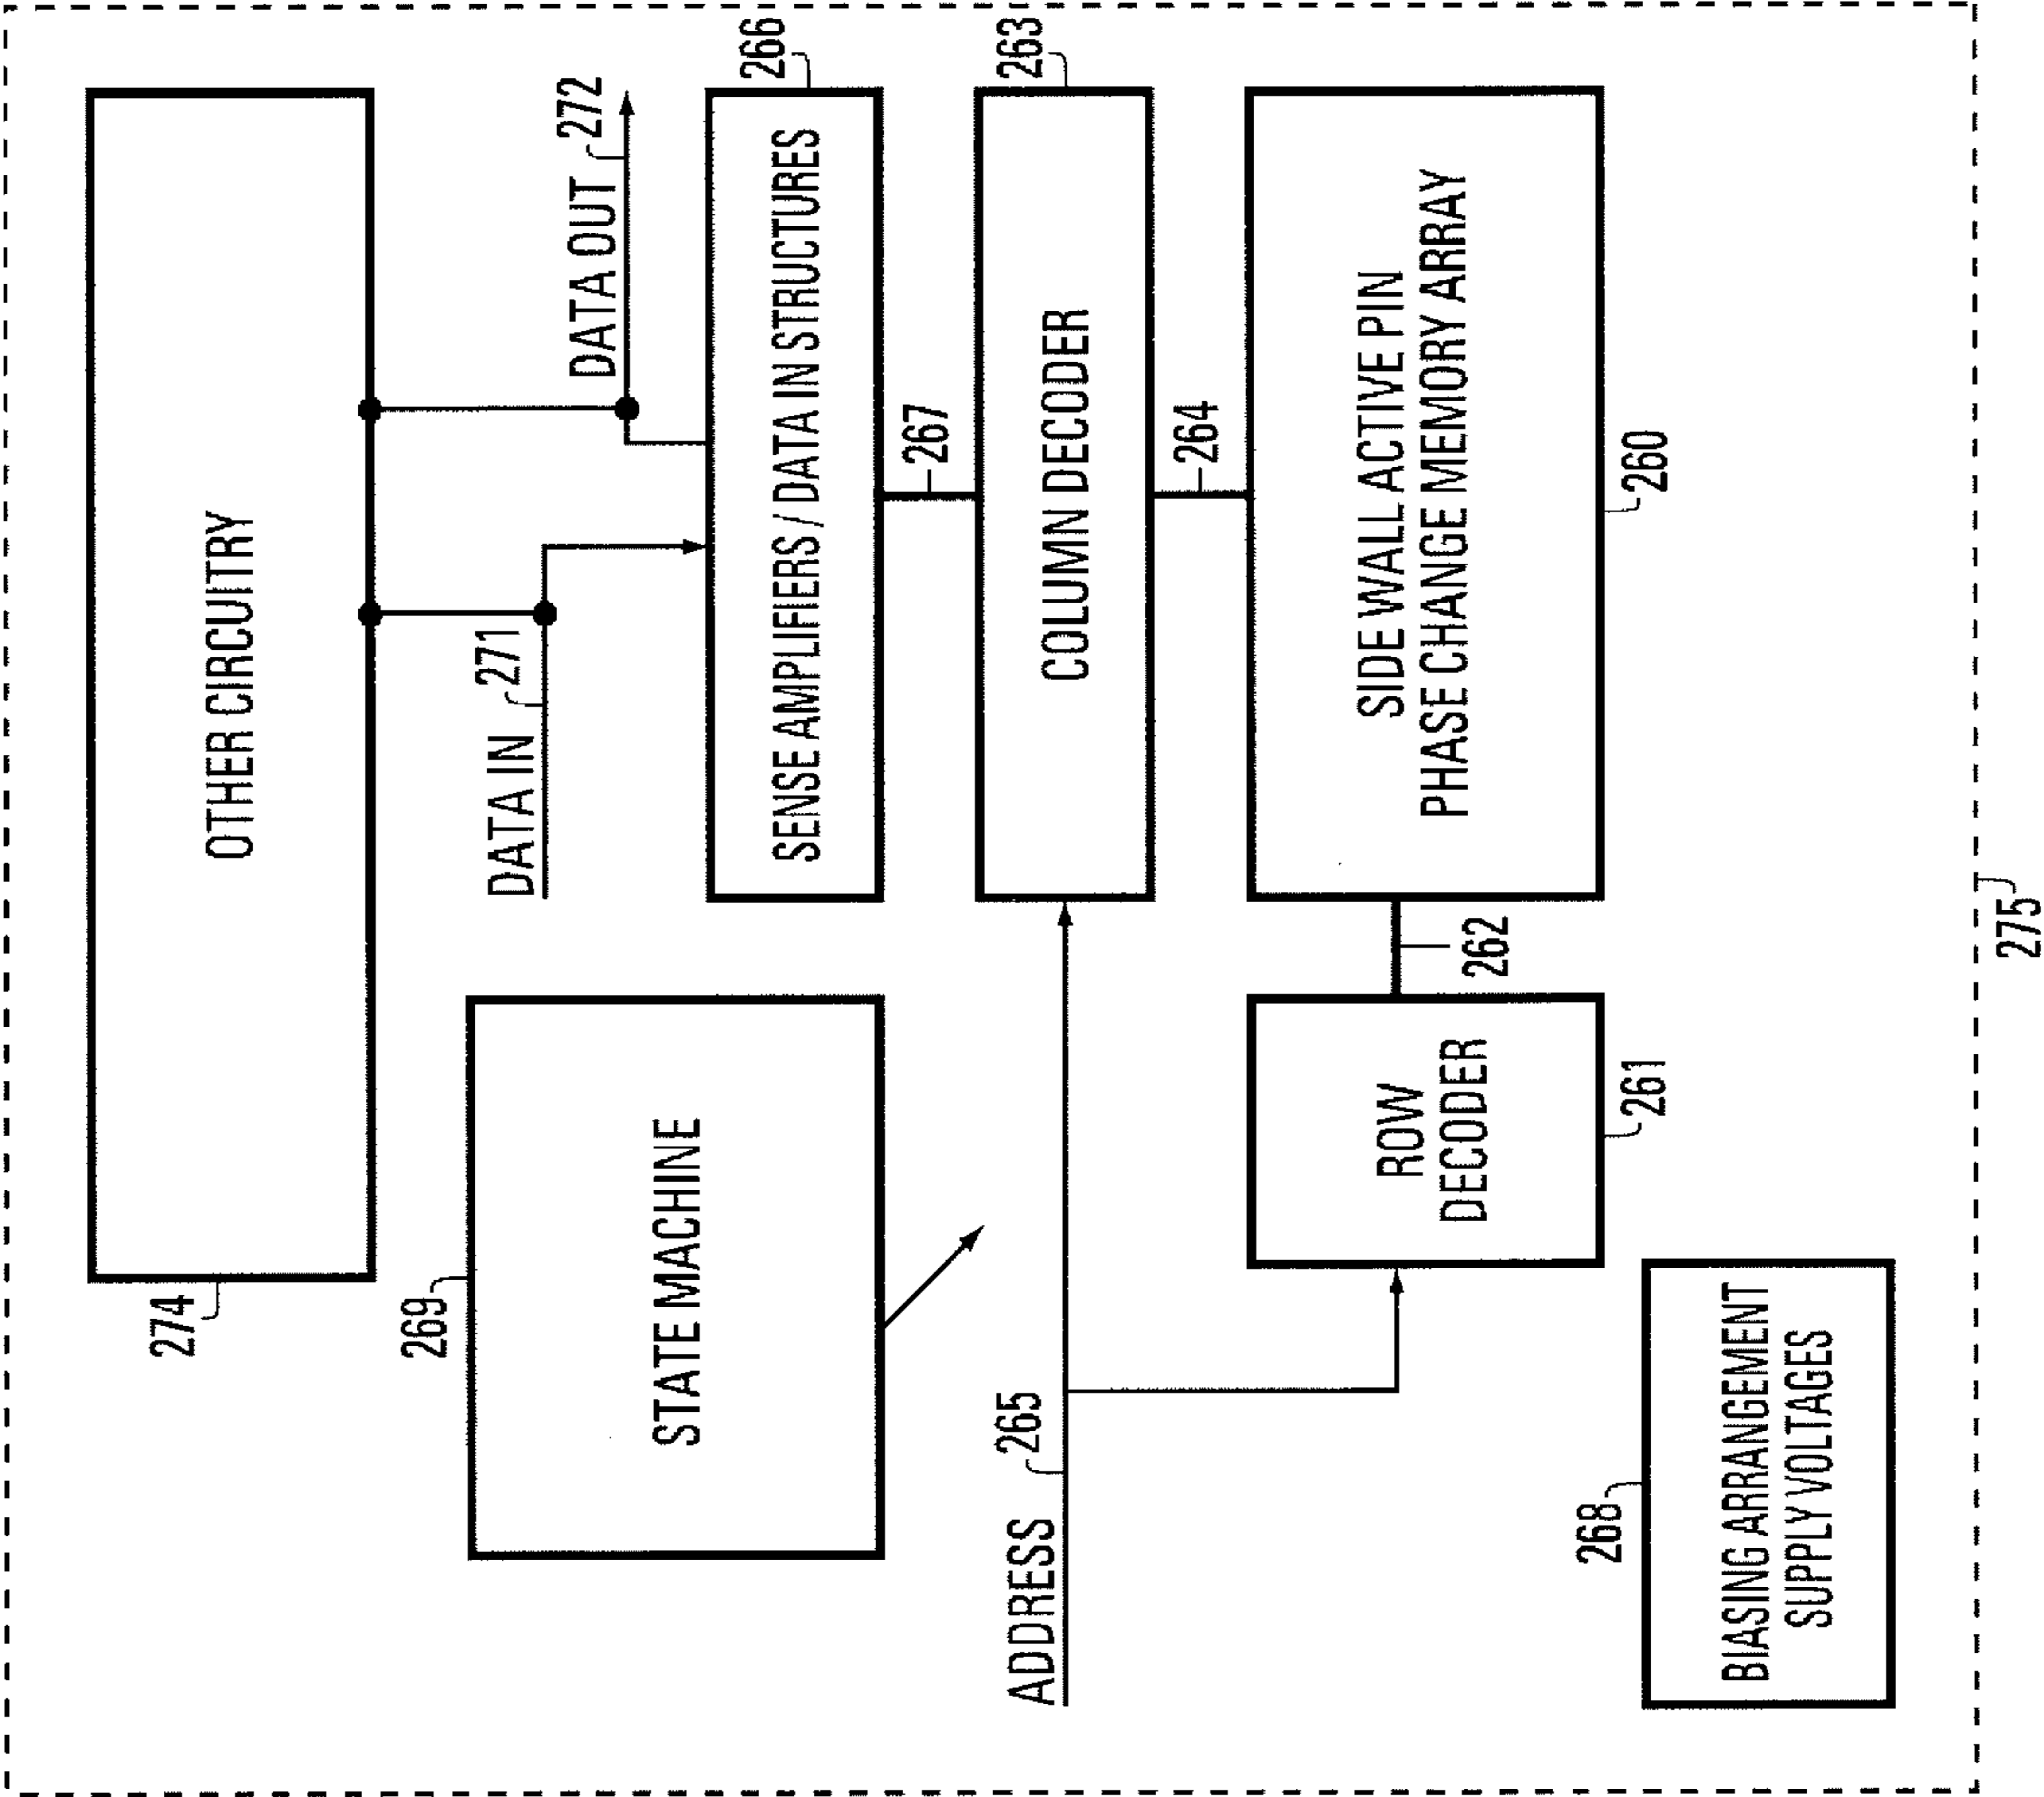 274
OTHER CIRCUITRY
269
STATE MACHINE
DATA IN
271
DATA OUT
272
SENSE AMPLIFIERS / DATA IN STRUCTURES
266
267
ADDRESS
265
COLUMN DECODER
263
264
ROW
DECODER
261
262
SIDE WALL ACTIVE PIN
PHASE CHANGE MEMORY ARRAY
260
268
BIASING ARRANGEMENT
SUPPLY VOLTAGES
275